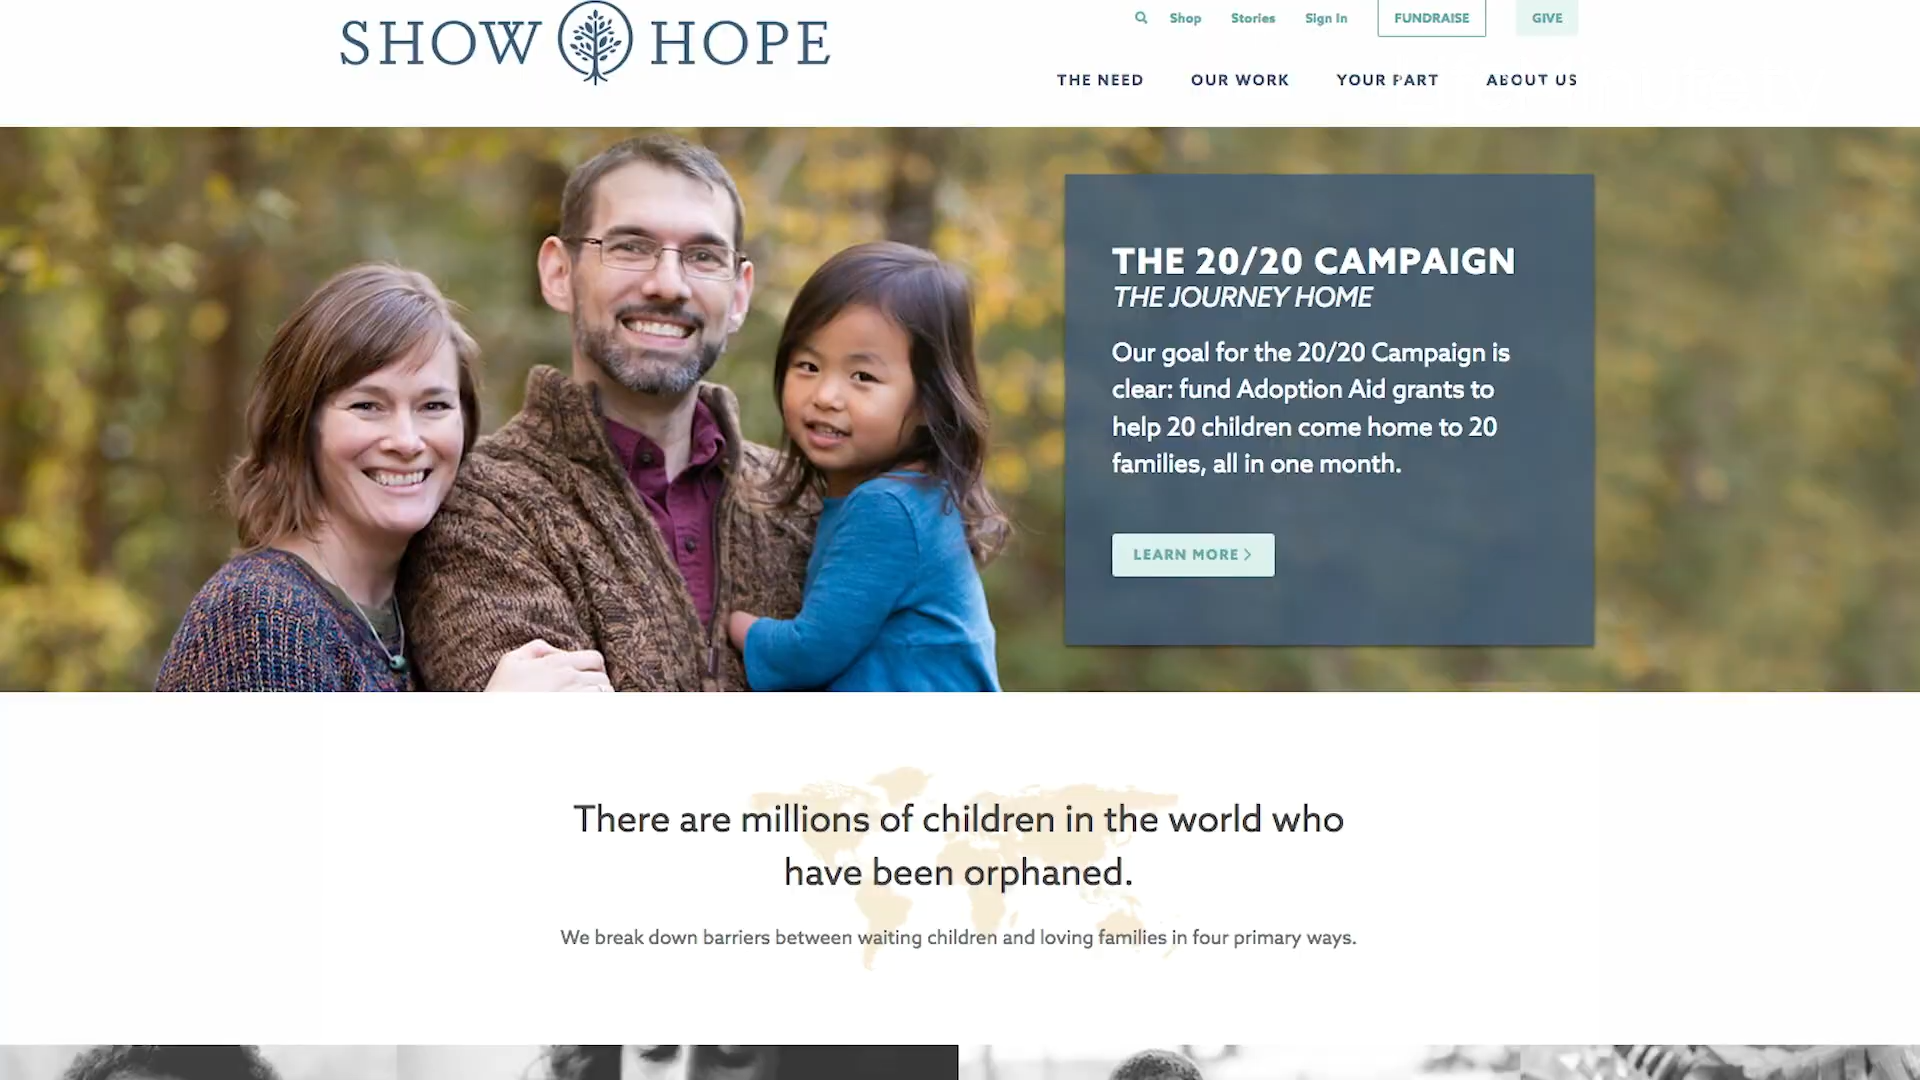 SHOW HOPE
Shop Stories Sign In FUNDRAISE GIVE
THE NEED OUR WORK YOUR PART ABOUT US
THE 20/20 CAMPAIGN
THE JOURNEY HOME
Our goal for the 20/20 Campaign is
clear: fund Adoption Aid grants to
help 20 children come home to 20
families, all in one month.
LEARN MORE >
There are millions of children in the world who
have been orphaned.
We break down barriers between waiting children and loving families in four primary ways.